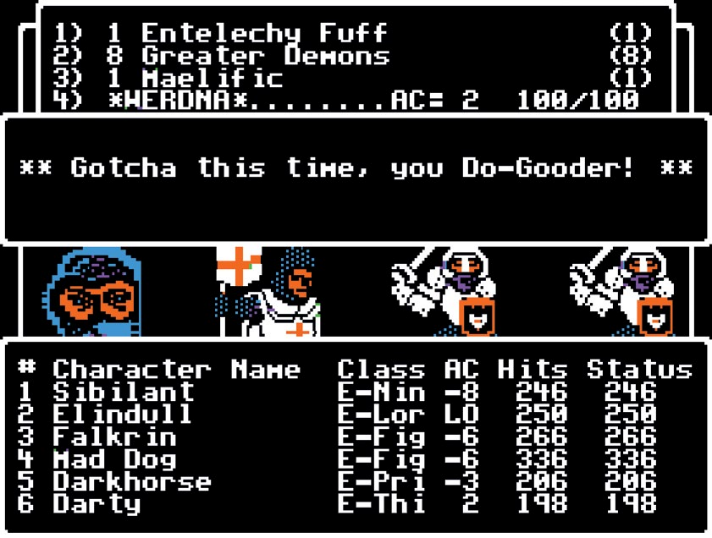 1) 1 Entelechy Fuff (1)
2) 8 Greater Demons (8)
3) 1 Maelific (1)
4) *WERDNA*........AC= 2 100/100
** Gotcha this time, you Do-Gooder! **
# Character Name Class AC Hits Status
1 Sibilant E-Nin -8 246 246
2 Elindull E-Lor LO 250 250
3 Falkrin E-Fig -6 266 266
4 Mad Dog E-Fig -6 336 336
5 Darkhorse E-Pri -3 206 206
6 Darty E-Thi 2 198 198